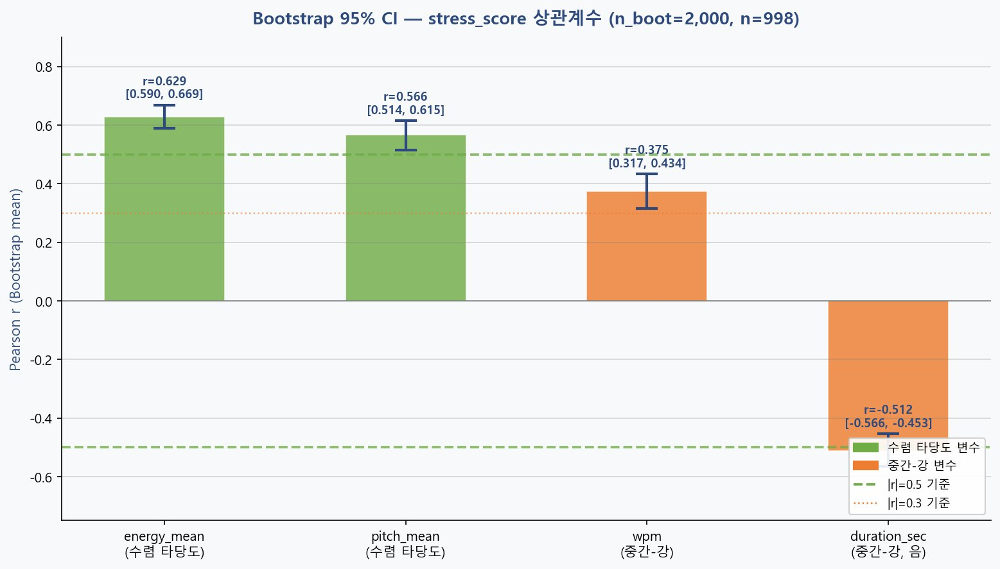 Bootstrap 95% CI — stress_score 상관계수 (n_boot=2,000, n=998)
Pearson r (Bootstrap mean)
0.8
0.6
0.4
0.2
0.0
-0.2
-0.4
-0.6
r=0.629
[0.590, 0.669]
r=0.566
[0.514, 0.615]
r=0.375
[0.317, 0.434]
r=-0.512
[-0.566, -0.453]
수렴 타당도 변수
중간-강 변수
|r|=0.5 기준
|r|=0.3 기준
energy_mean
(수렴 타당도)
pitch_mean
(수렴 타당도)
wpm
(중간-강)
duration_sec
(중간-강, 음)